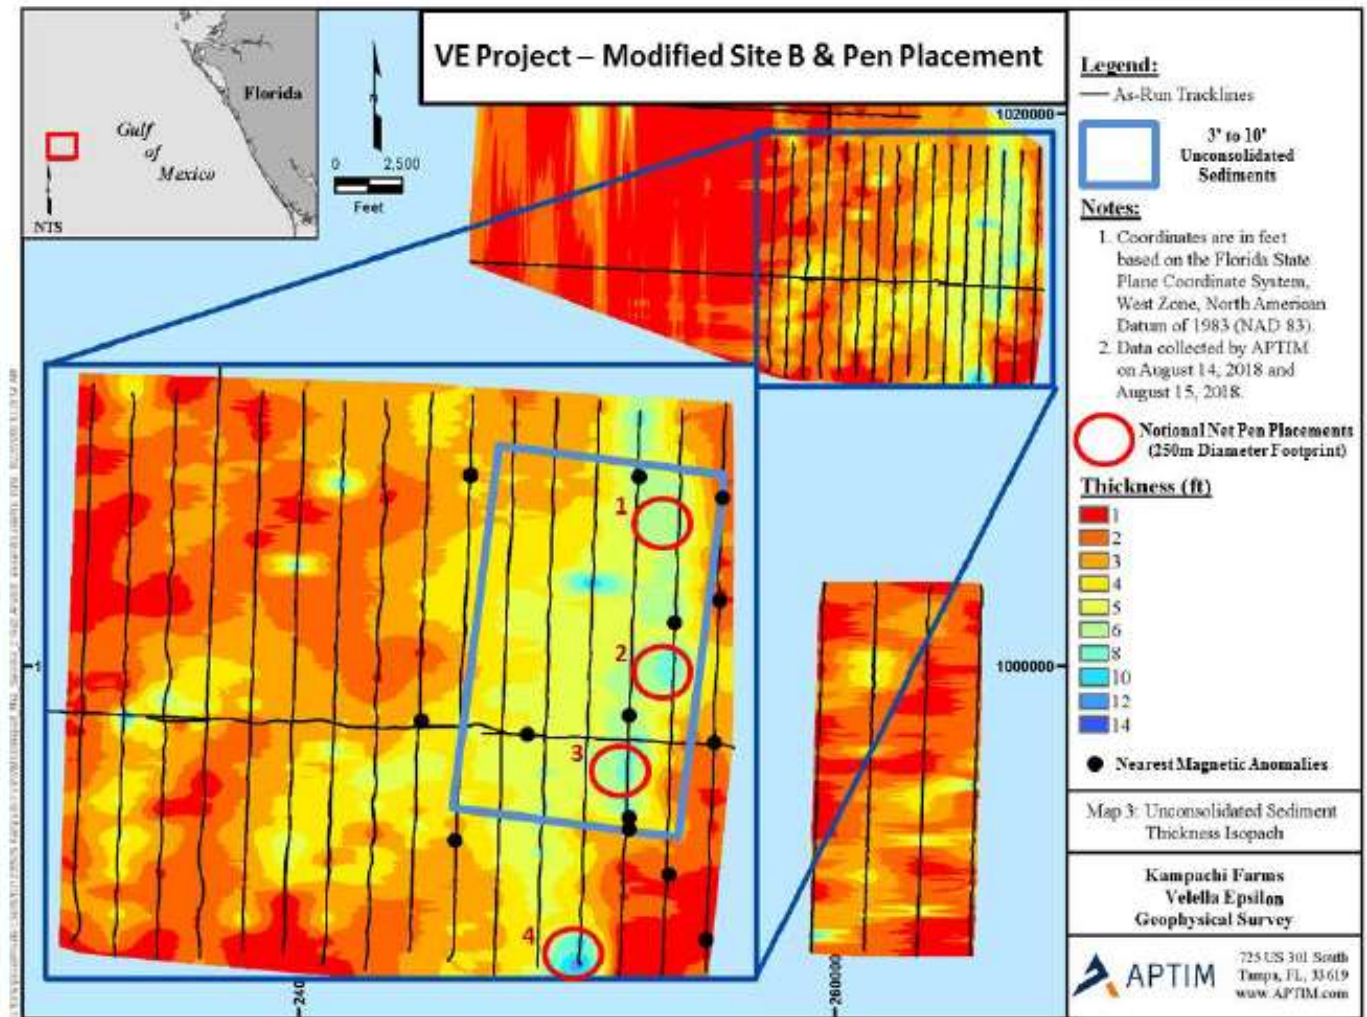 VE Project – Modified Site B & Pen Placement
Florida
Gulf
of
Mexico
NTS
0 2,500
Feet
1020000
1000000
1
2
3
4
-240
-260000
Legend:
As-Run Tracklines
3' to 10'
Unconsolidated
Sediments
Notes:
1. Coordinates are in feet
based on the Florida State
Plane Coordinate System,
West Zone, North American
Datum of 1983 (NAD 83).
2. Data collected by APTIM
on August 14, 2018 and
August 15, 2018.
Notional Net Pen Placements
(250m Diameter Footprint)
Thickness (ft)
1
2
3
4
5
6
8
10
12
14
Nearest Magnetic Anomalies
Map 3: Unconsolidated Sediment
Thickness Isopach
Kampachi Farms
Velella Epsilon
Geophysical Survey
APTIM
725 US 301 South
Tampa, FL, 33619
www.APTIM.com